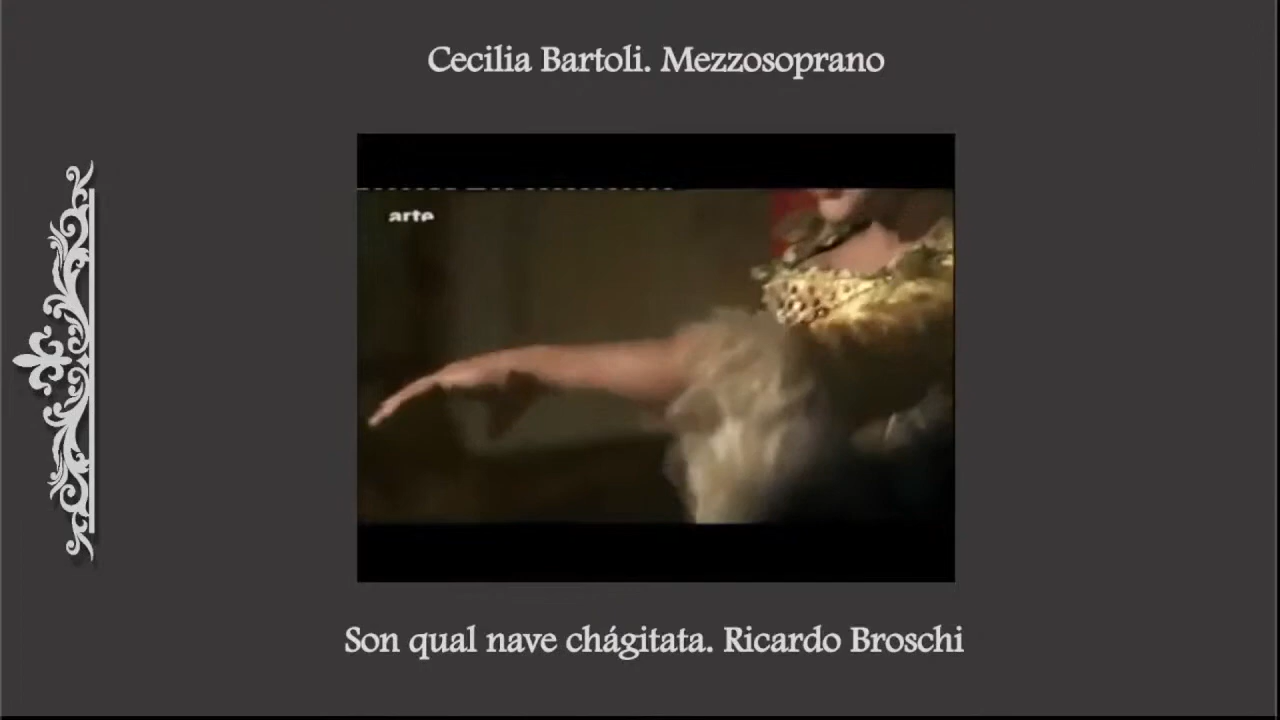 Cecilia Bartoli. Mezzosoprano
arte
Son qual nave chágitata. Ricardo Broschi